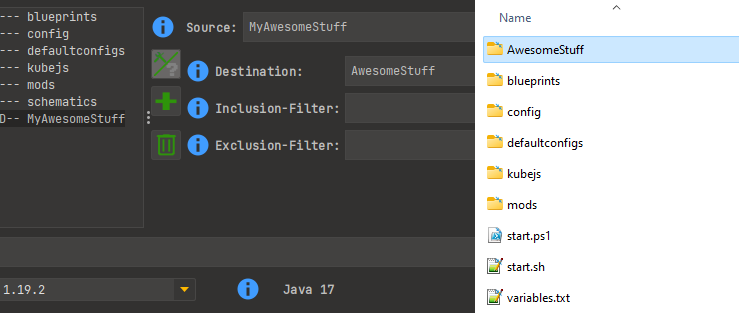 --- blueprints
--- config
--- defaultconfigs
--- kubejs
--- mods
--- schematics
D-- MyAwesomeStuff
Source: MyAwesomeStuff
Destination: AwesomeStuff
Inclusion-Filter:
Exclusion-Filter:
1.19.2
Java 17
Name
AwesomeStuff
blueprints
config
defaultconfigs
kubejs
mods
start.ps1
start.sh
variables.txt